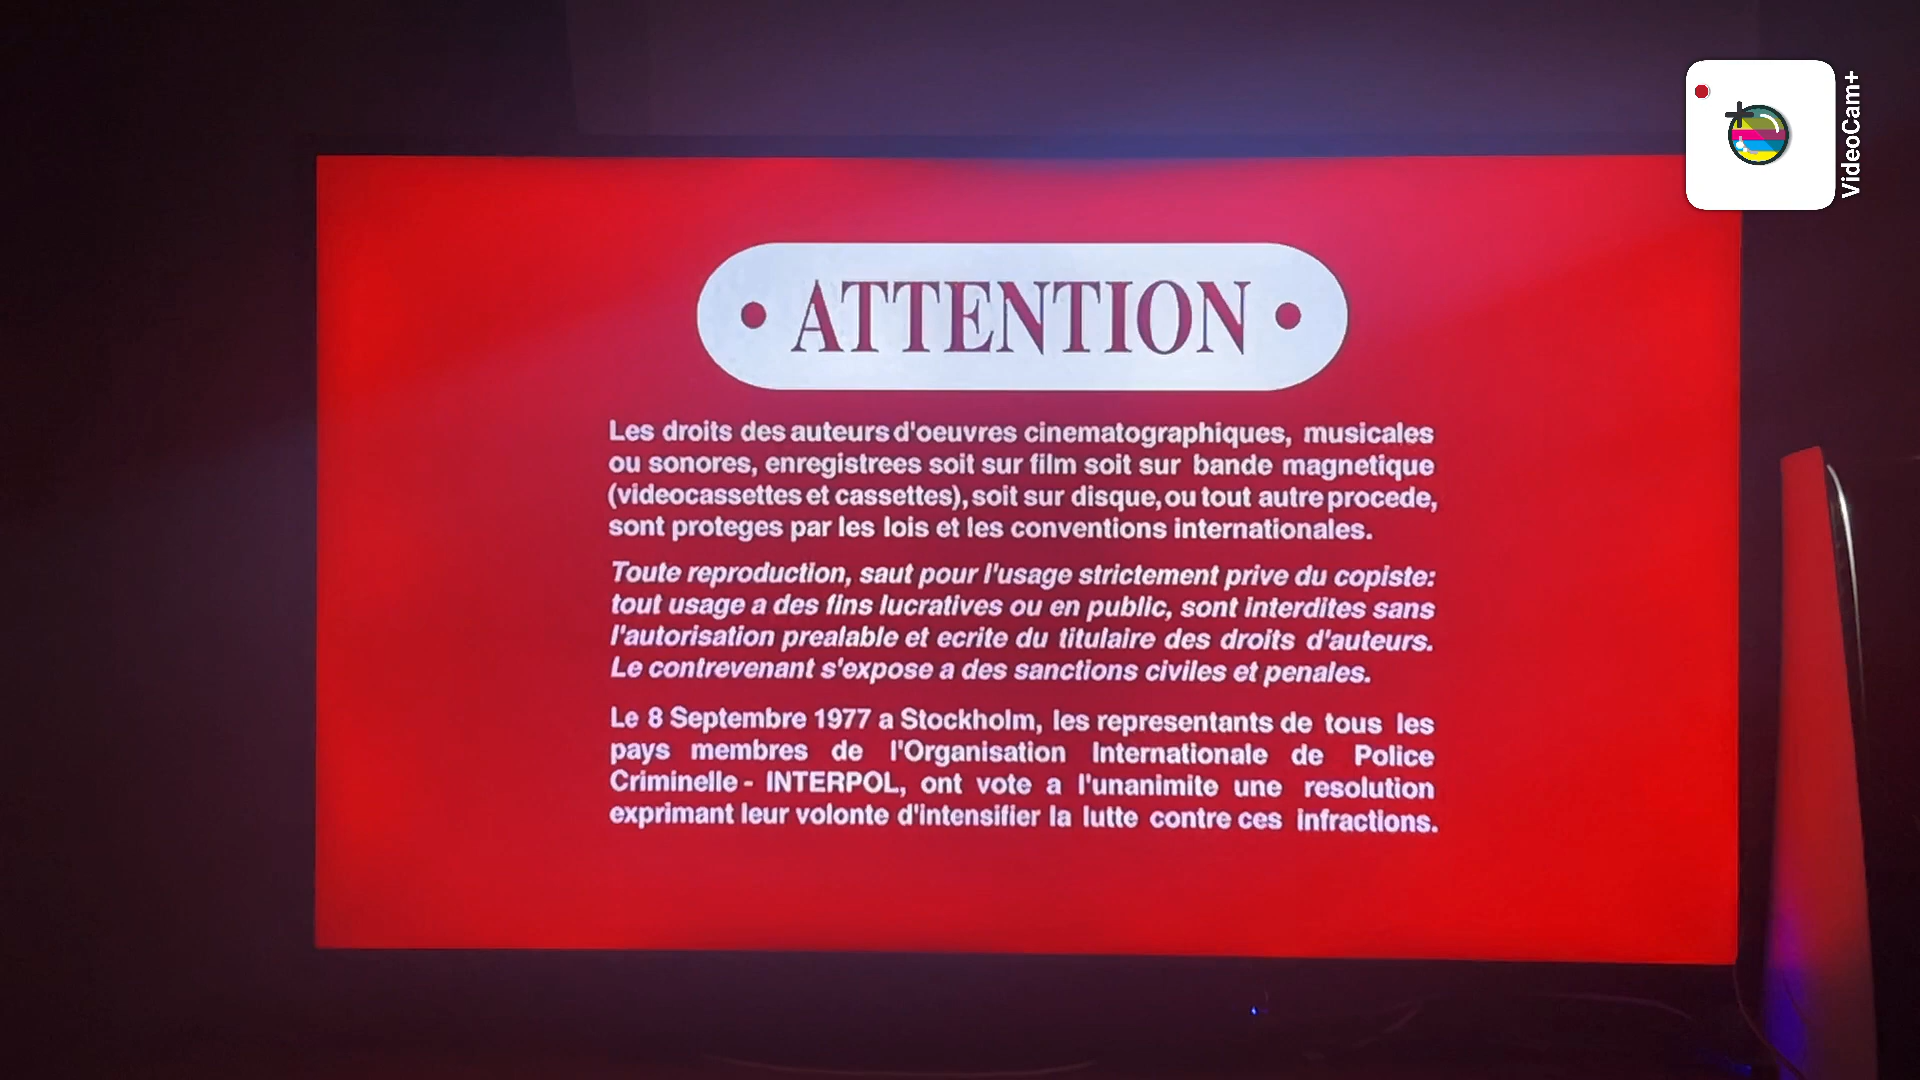 VideoCam+
• ATTENTION •
Les droits des auteurs d'oeuvres cinematographiques, musicales
ou sonores, enregistrees soit sur film soit sur bande magnetique
(videocassettes et cassettes), soit sur disque, ou tout autre procede,
sont proteges par les lois et les conventions internationales.
Toute reproduction, saut pour l'usage strictement prive du copiste:
tout usage a des fins lucratives ou en public, sont interdites sans
l'autorisation prealable et ecrite du titulaire des droits d'auteurs.
Le contrevenant s'expose a des sanctions civiles et penales.
Le 8 Septembre 1977 a Stockholm, les representants de tous les
pays membres de l'Organisation Internationale de Police
Criminelle - INTERPOL, ont vote a l'unanimite une resolution
exprimant leur volonte d'intensifier la lutte contre ces infractions.